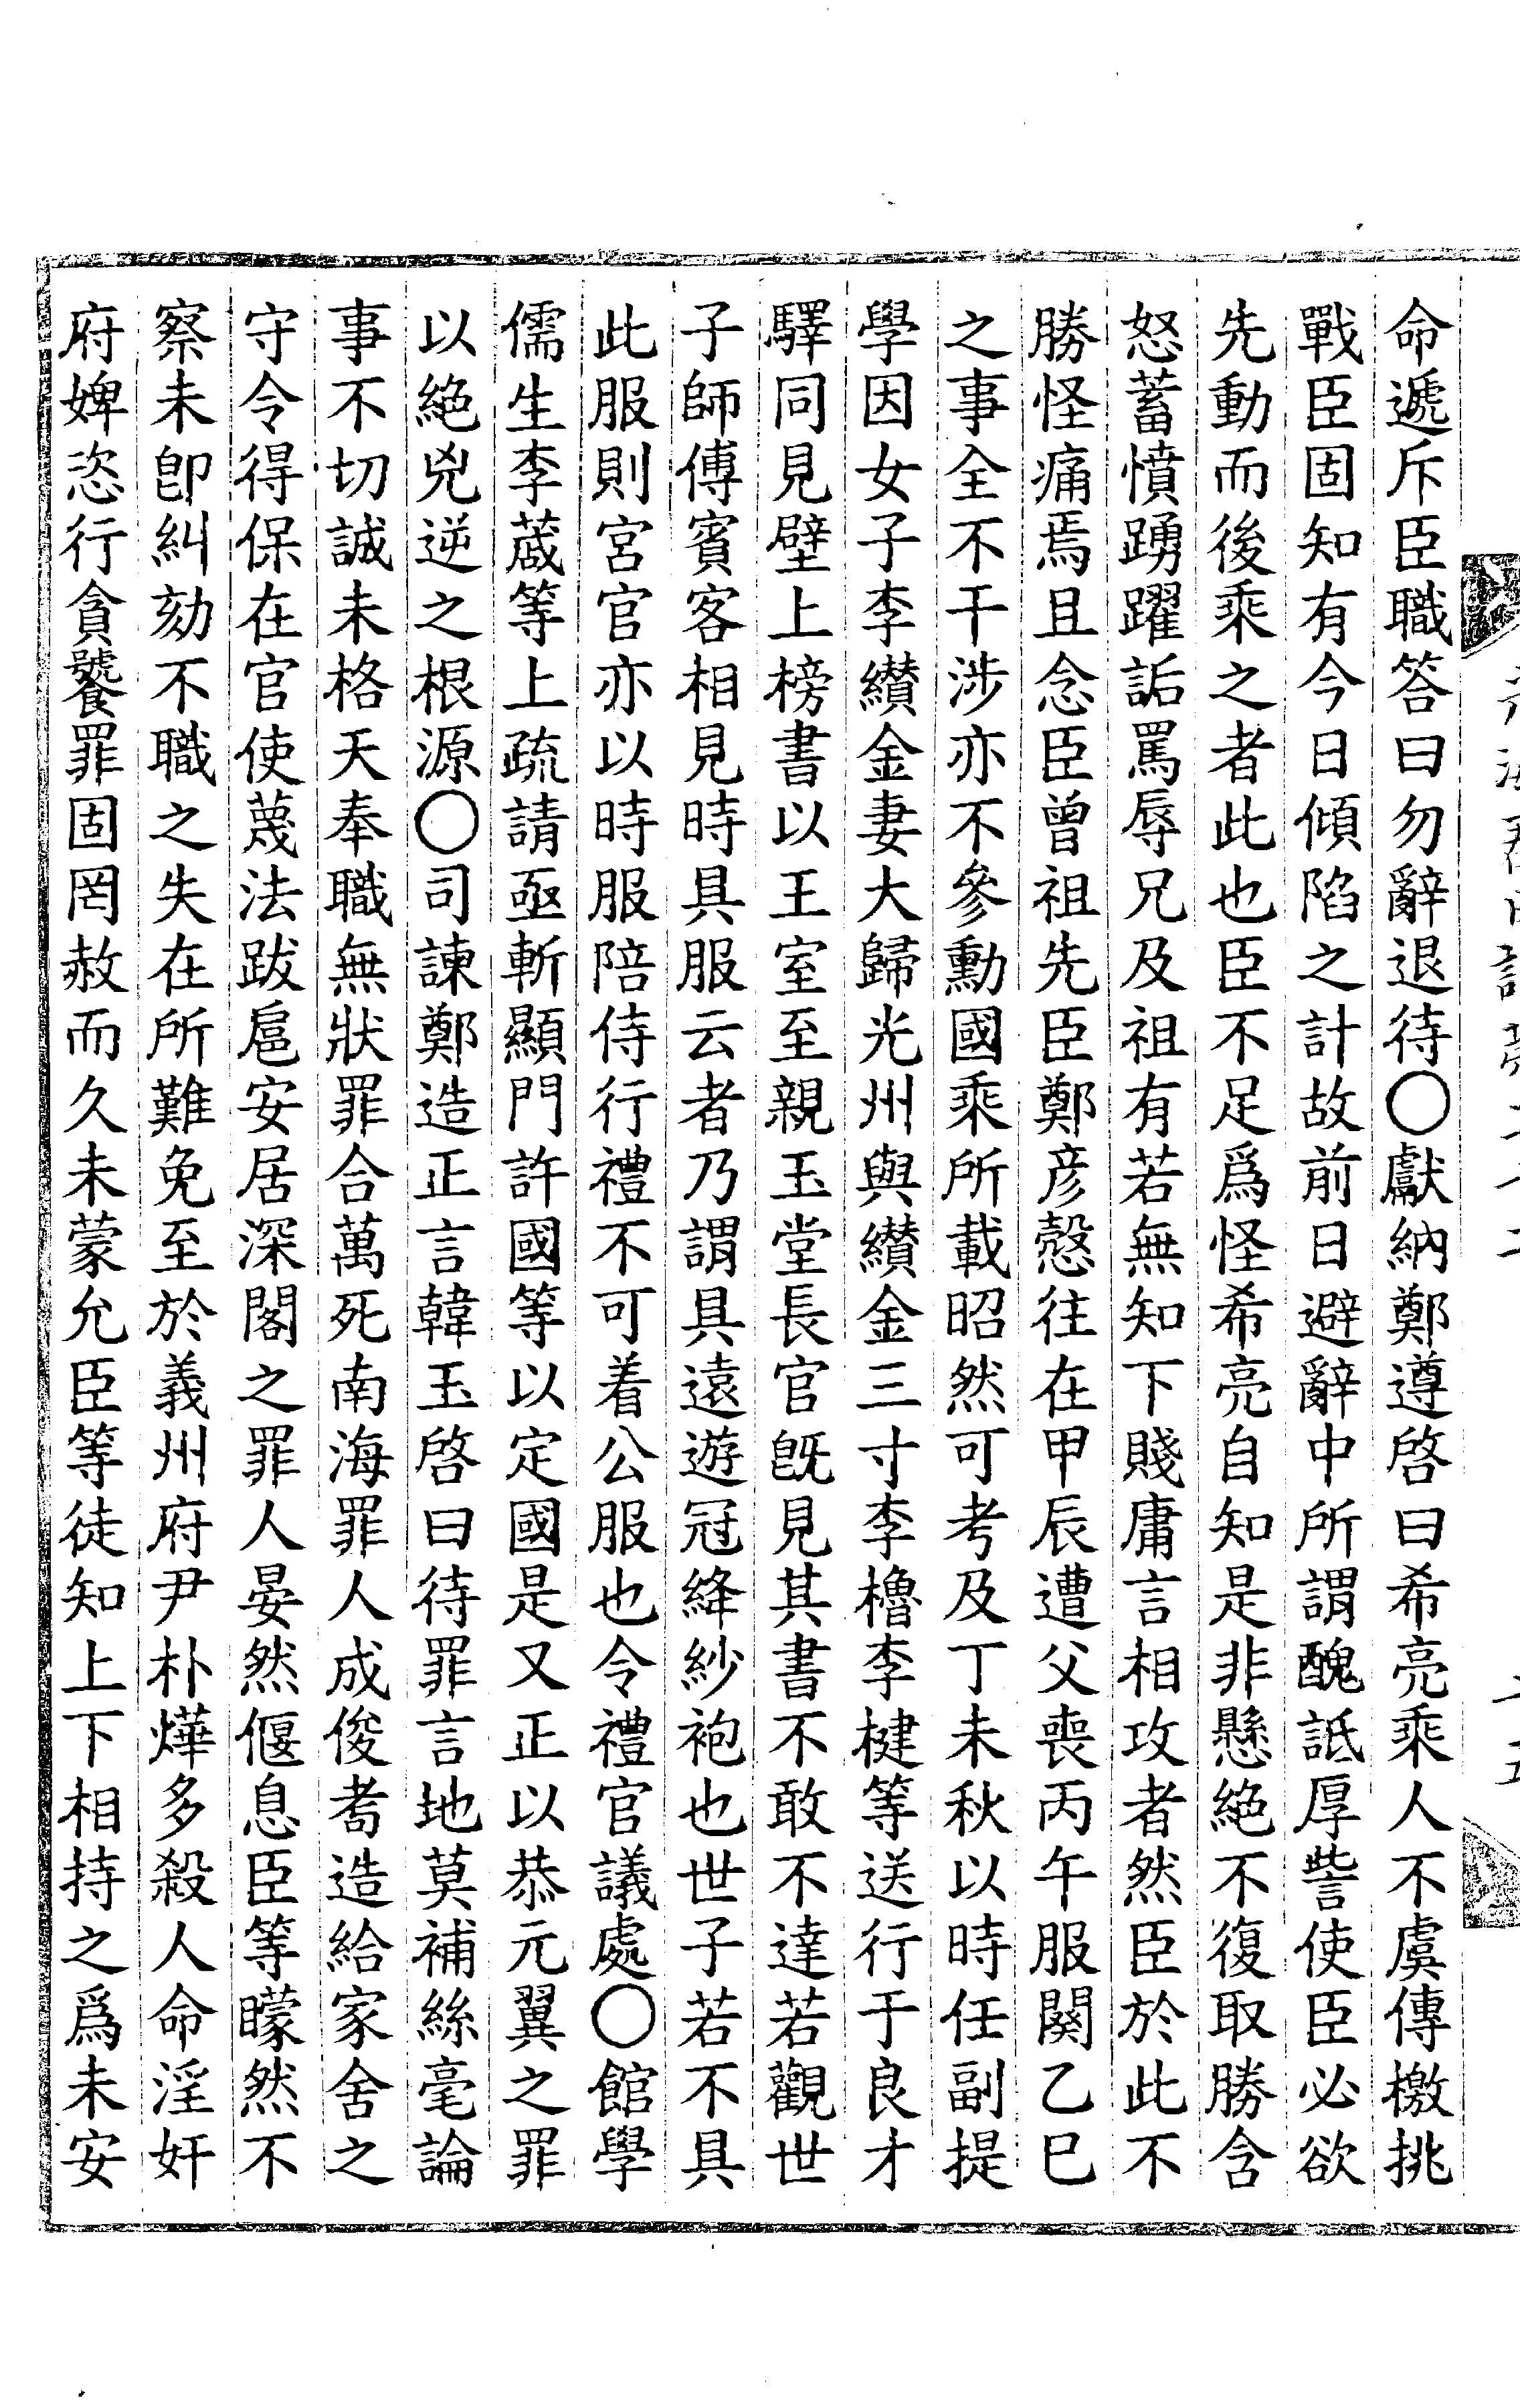 命遞斥臣職答曰勿辭退待○獻納鄭遵啓曰希亮乘人不虞傳檄挑
戰臣固知有今日傾陷之計故前日避辭中所謂醜詆厚訾使臣必欲
先動而後乘之者此也臣不足爲怪希亮自知是非懸絶不復取勝含
怒蓄憤踴躍詬罵辱兄及祖有若無知下賤庸言相攻者然臣於此不
勝怪痛焉且念臣曾祖先臣鄭彦慤往在甲辰遭父喪丙午服闋乙巳
之事全不干涉亦不參勳國乘所載昭然可考及丁未秋以時任副提
學因女子李纘金妻大歸光州與纘金三寸李櫓李楗等送行于良才
驛同見壁上榜書以王室至親玉堂長官旣見其書不敢不達若觀世
子師傅賓客相見時具服云者乃謂具遠遊冠絳紗袍也世子若不具
此服則宮官亦以時服陪侍行禮不可着公服也令禮官議處○館學
儒生李蒧等上疏請亟斬顯門許國等以定國是又正以恭元翼之罪
以絶兇逆之根源○司諫鄭造正言韓玉啓曰待罪言地莫補絲毫論
事不切誠未格天奉職無狀罪合萬死南海罪人成俊耉造給家舍之
守令得保在官使蔑法跋扈安居深閣之罪人晏然偃息臣等矇然不
察未卽糾劾不職之失在所難免至於義州府尹朴燁多殺人命淫奸
府婢恣行貪饕罪固罔赦而久未蒙允臣等徒知上下相持之爲未安